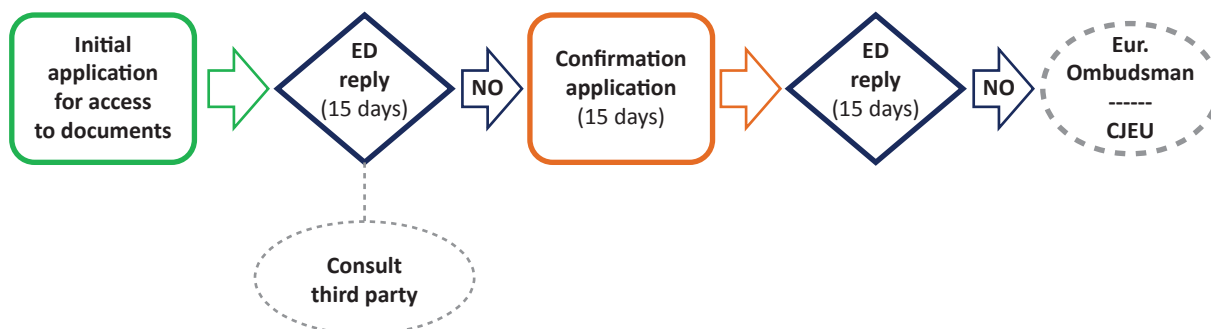 Initial
application
for access
to documents
ED
reply
(15 days)
NO
Confirmation
application
(15 days)
ED
reply
(15 days)
NO
Eur.
Ombudsman
------
CJEU
Consult
third party